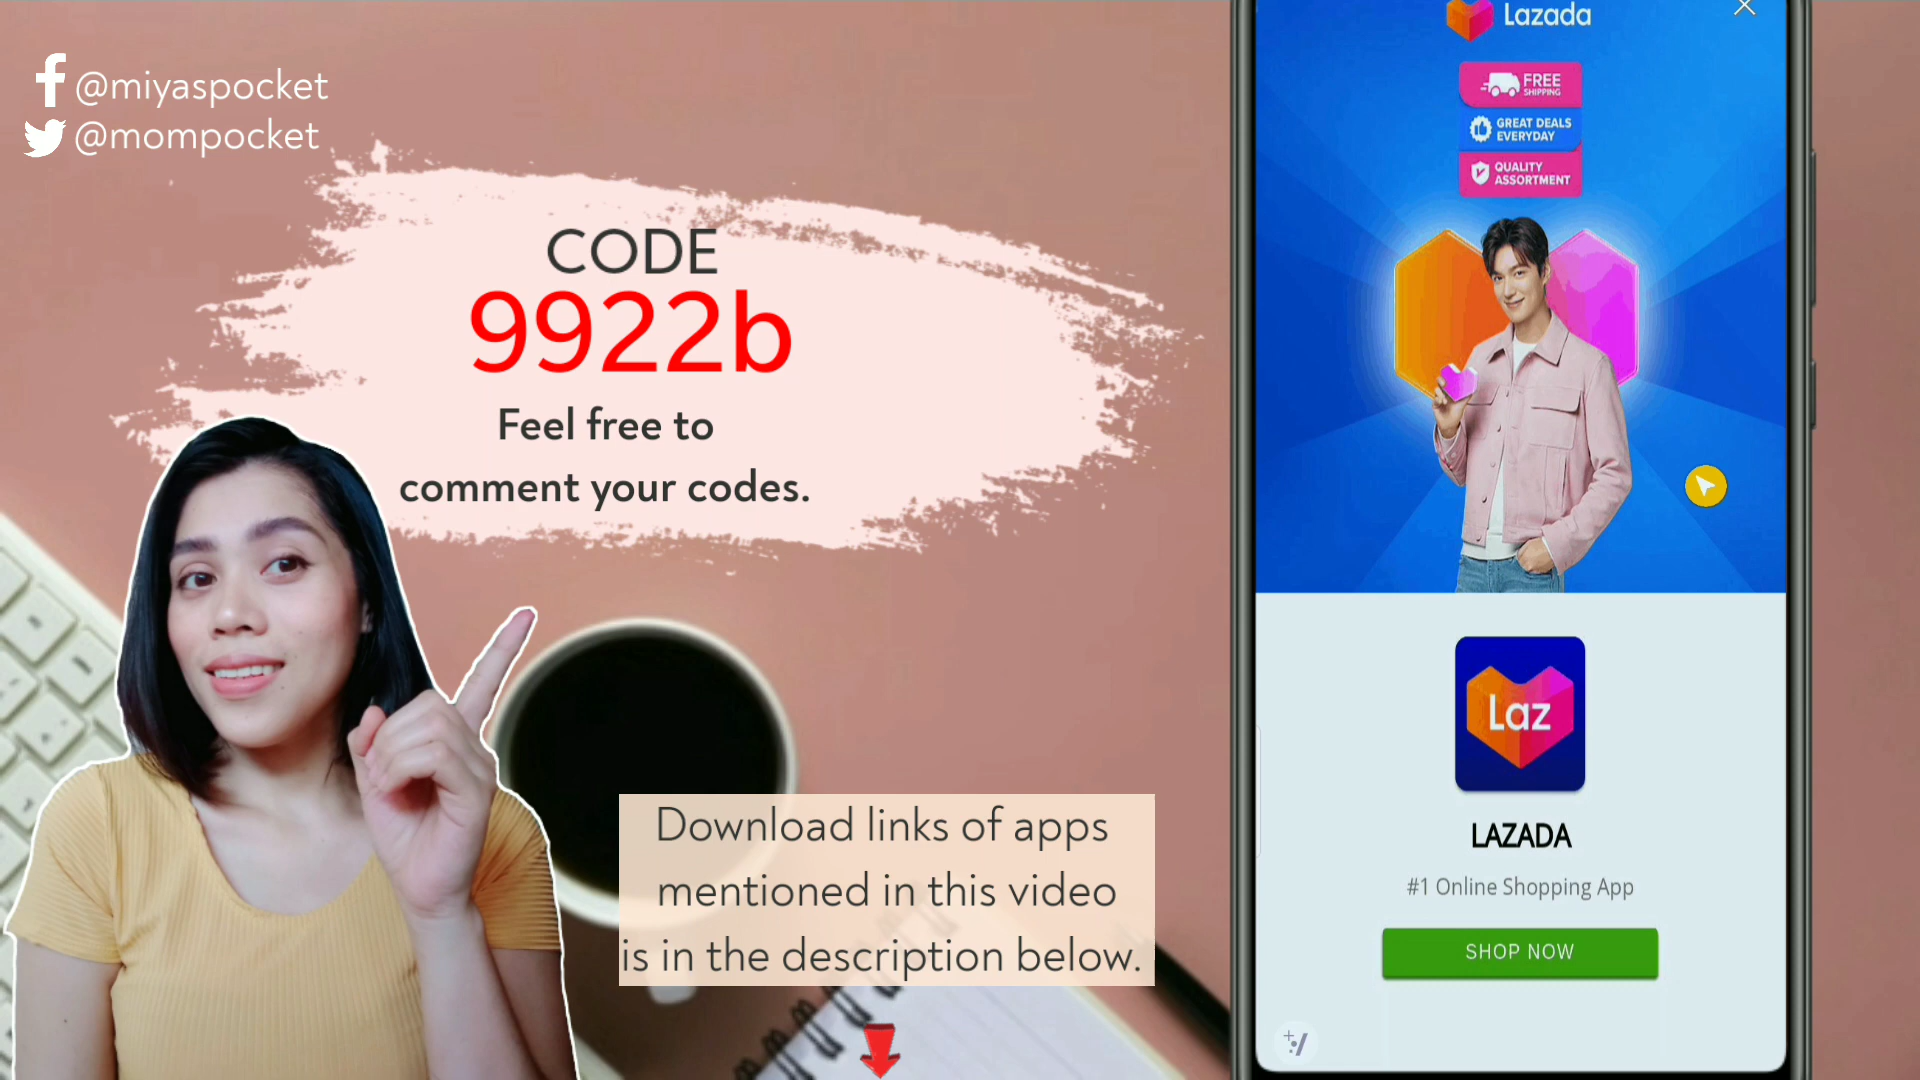 @miyaspocket
@mompocket
CODE
9922b
Feel free to
comment your codes.
Download links of apps
mentioned in this video
is in the description below.
Lazada
FREE
SHIPPING
GREAT DEALS
EVERYDAY
QUALITY
ASSORTMENT
Laz
LAZADA
#1 Online Shopping App
SHOP NOW